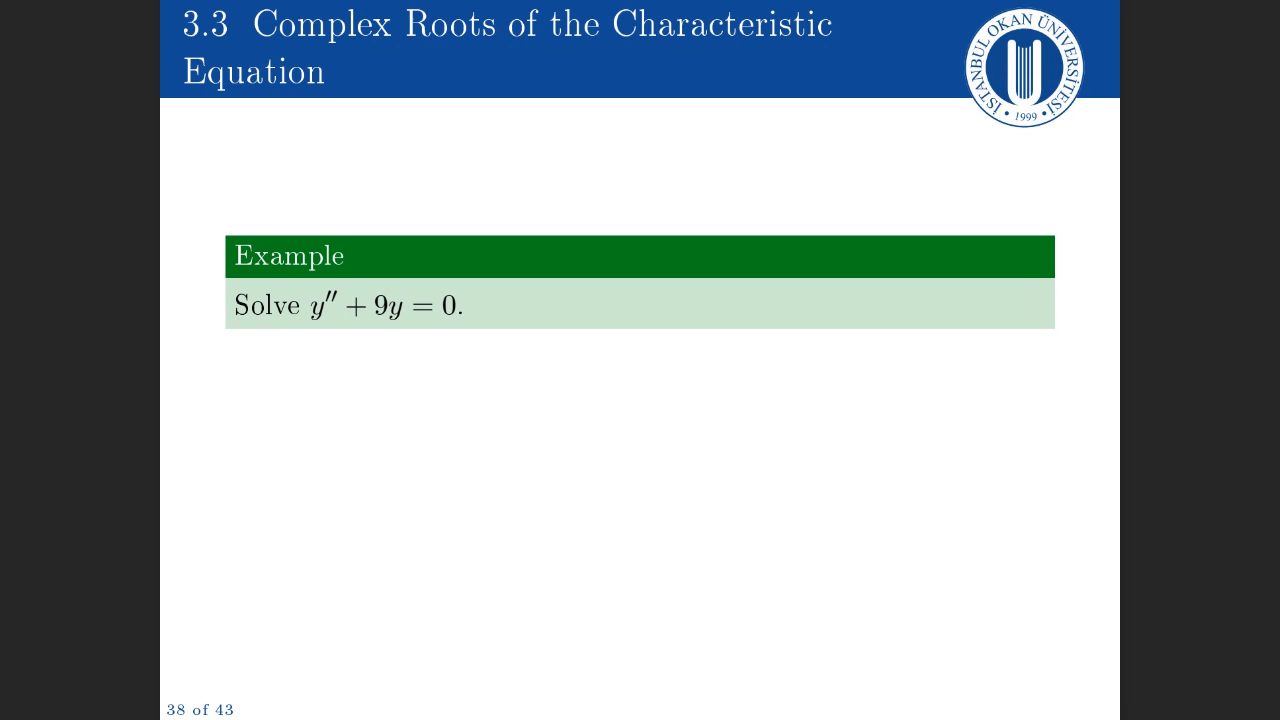 3.3 Complex Roots of the Characteristic
Equation
İSTANBUL OKAN ÜNİVERSİTESİ
• 1999 •
Example
Solve y″ + 9y = 0.
38 of 43